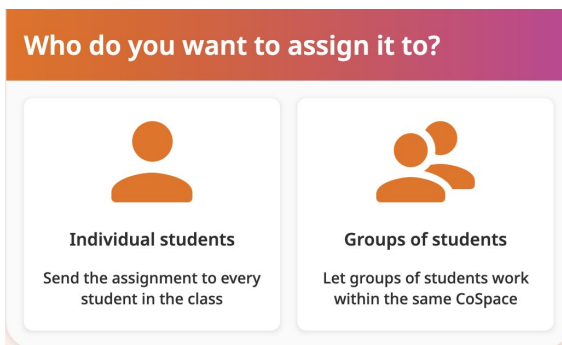 Who do you want to assign it to?
Individual students
Send the assignment to every
student in the class
Groups of students
Let groups of students work
within the same CoSpace